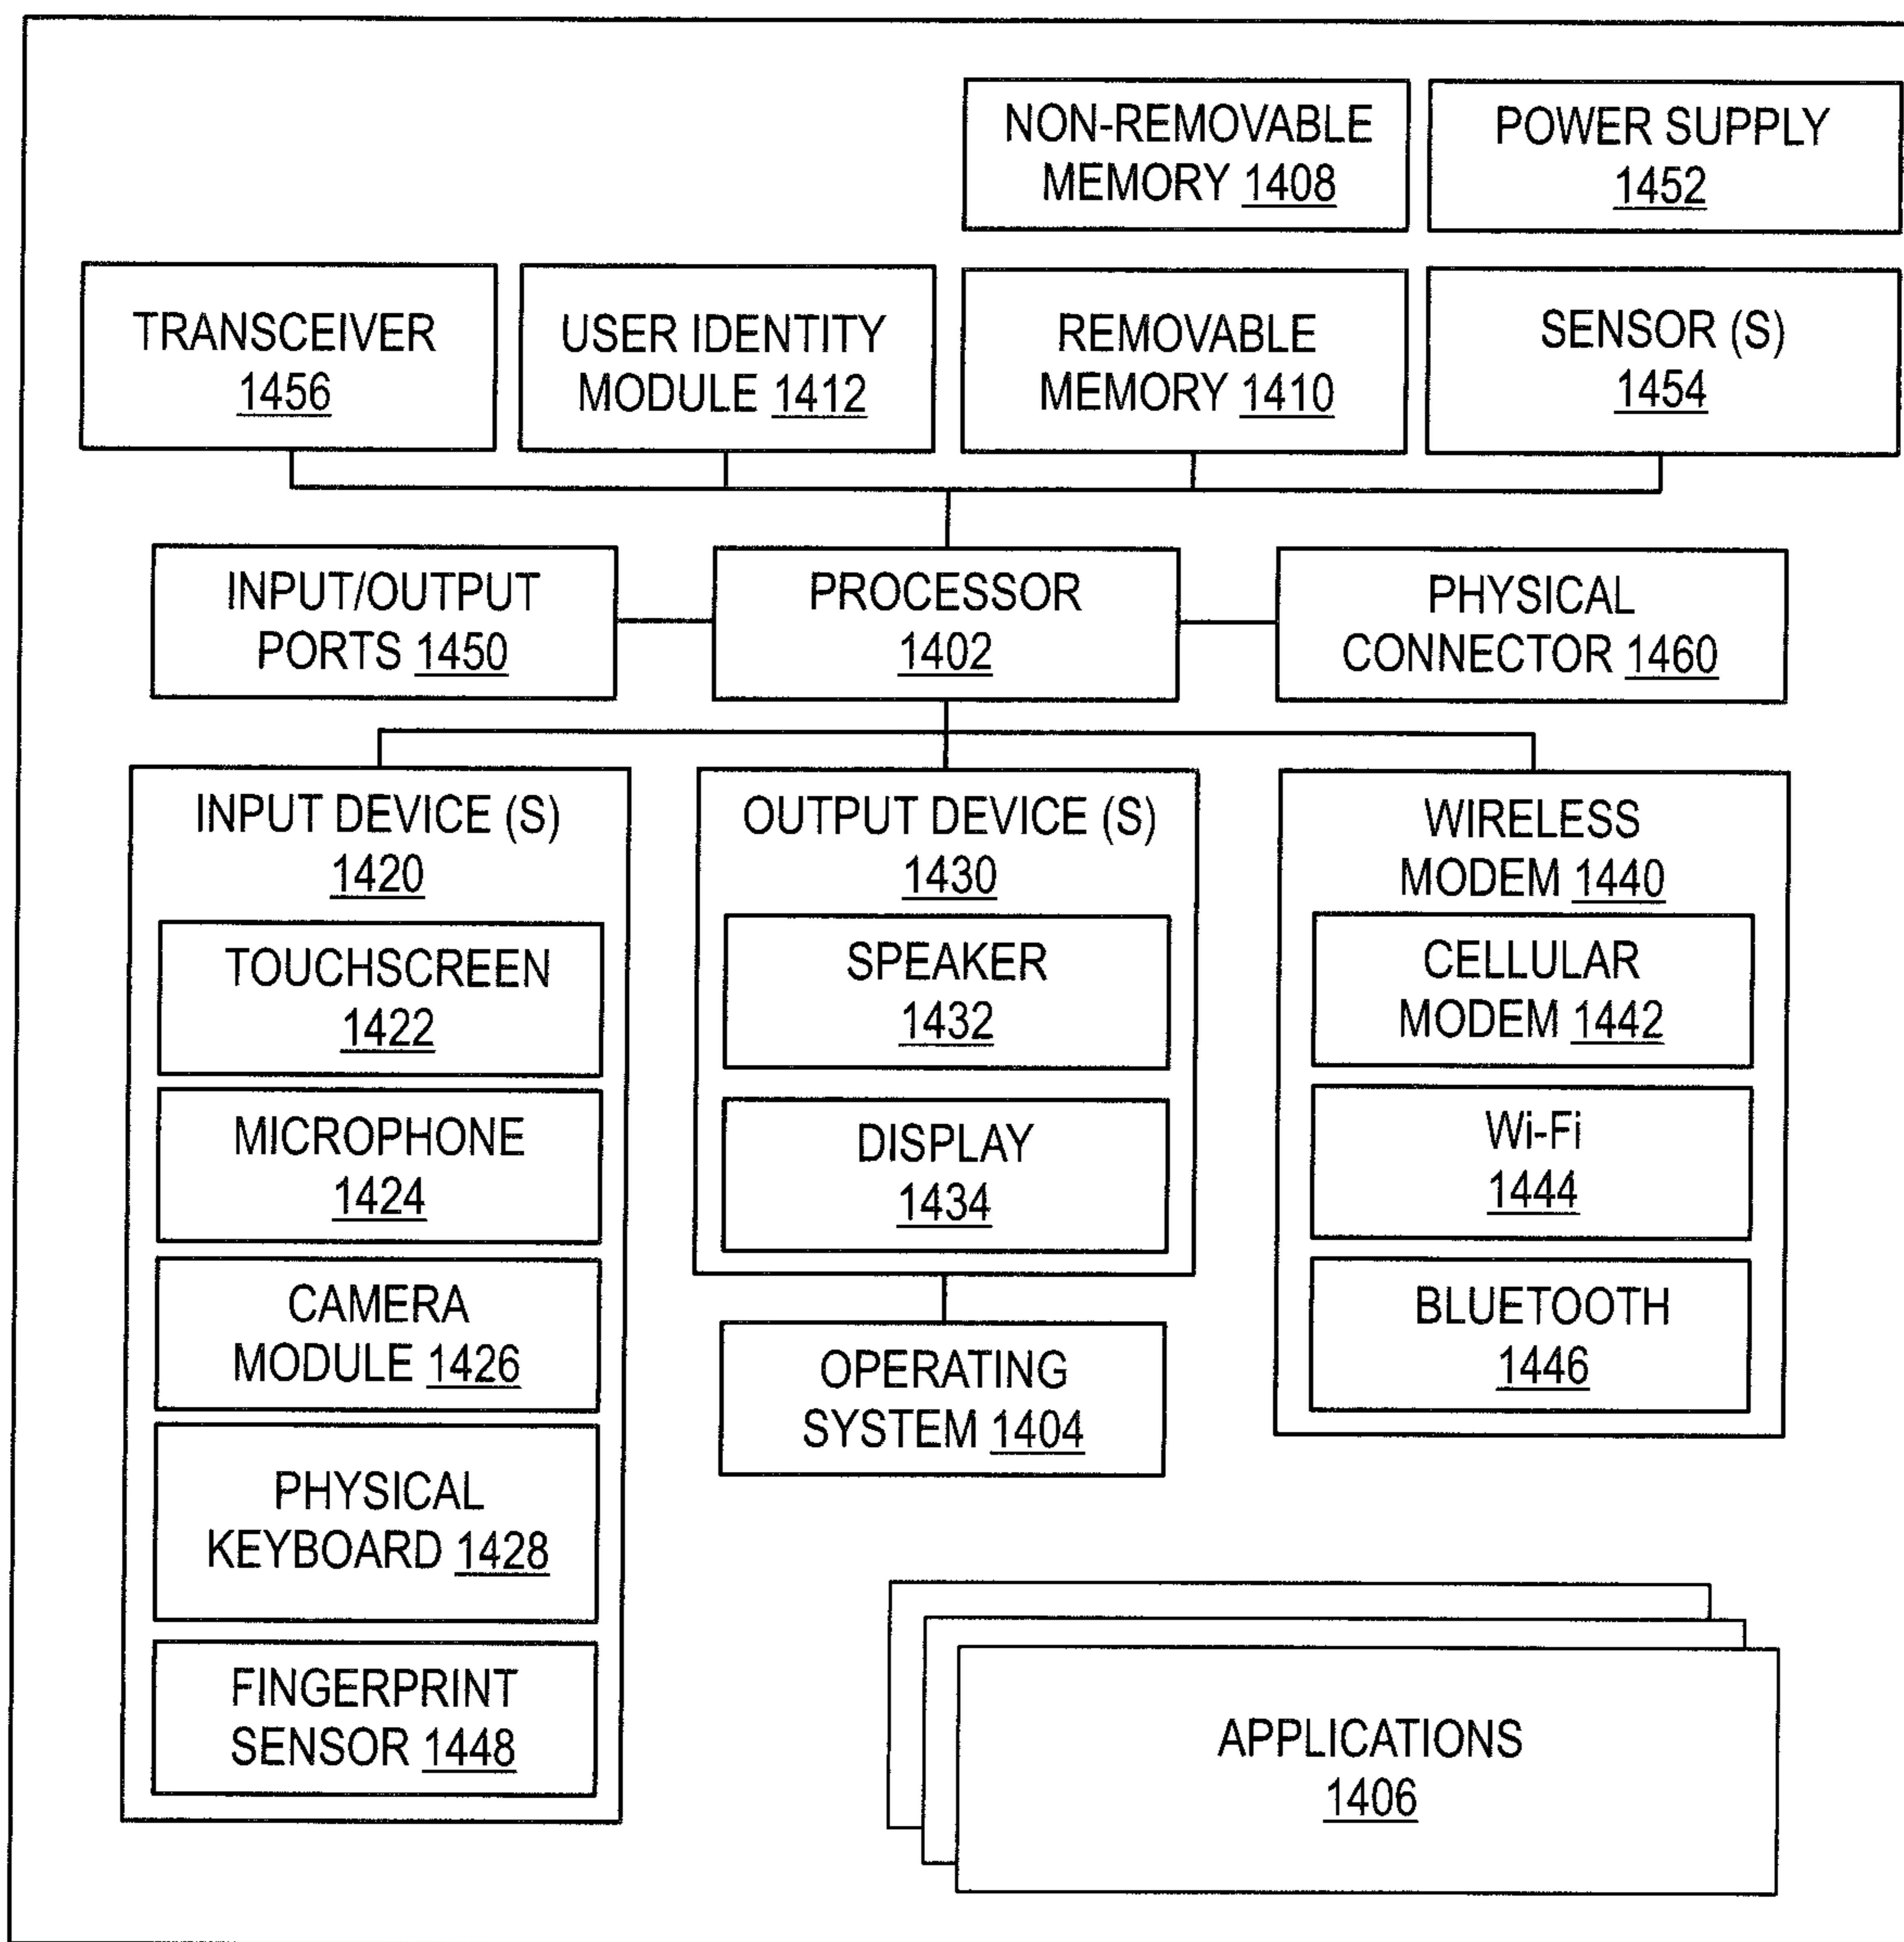 NON-REMOVABLE
MEMORY 1408
POWER SUPPLY
1452
TRANSCEIVER
1456
USER IDENTITY
MODULE 1412
REMOVABLE
MEMORY 1410
SENSOR (S)
1454
INPUT/OUTPUT
PORTS 1450
PROCESSOR
1402
PHYSICAL
CONNECTOR 1460
INPUT DEVICE (S)
1420
TOUCHSCREEN
1422
MICROPHONE
1424
CAMERA
MODULE 1426
PHYSICAL
KEYBOARD 1428
FINGERPRINT
SENSOR 1448
OUTPUT DEVICE (S)
1430
SPEAKER
1432
DISPLAY
1434
OPERATING
SYSTEM 1404
WIRELESS
MODEM 1440
CELLULAR
MODEM 1442
Wi-Fi
1444
BLUETOOTH
1446
APPLICATIONS
1406